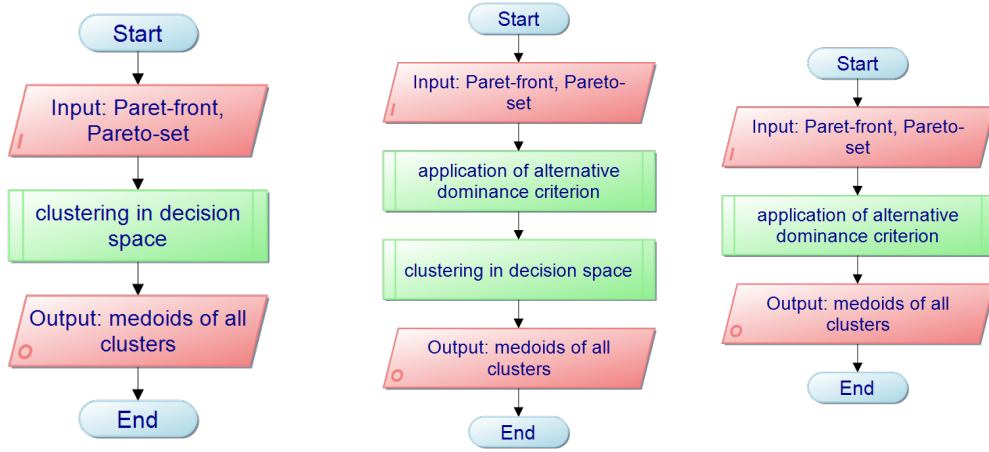 Start
Input: Paret-front,
Pareto-set
I
clustering in decision
space
Output: medoids of all
clusters
O
End
Start
Input: Paret-front, Pareto-
set
I
application of alternative
dominance criterion
clustering in decision space
Output: medoids of all
clusters
O
End
Start
Input: Paret-front, Pareto-
set
I
application of alternative
dominance criterion
Output: medoids of all
clusters
O
End